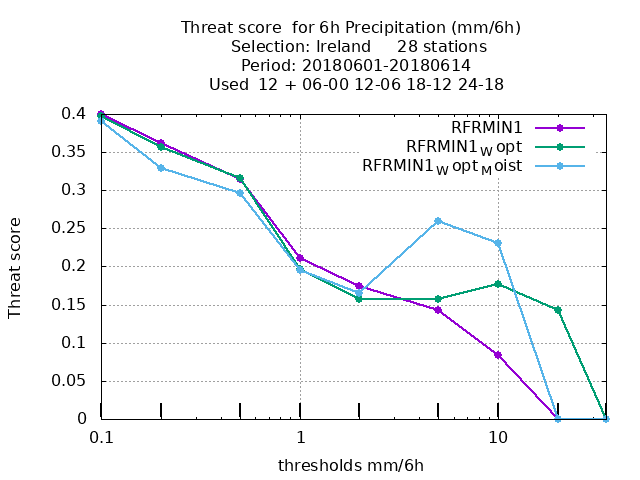 Threat score  for 6h Precipitation (mm/6h)
Selection: Ireland     28 stations
Period: 20180601-20180614
Used  12 + 06-00 12-06 18-12 24-18
RFRMIN1
RFRMIN1_Wopt
RFRMIN1_Wopt_Moist
Threat score
0.4
0.35
0.3
0.25
0.2
0.15
0.1
0.05
0
0.1 1 10
thresholds mm/6h